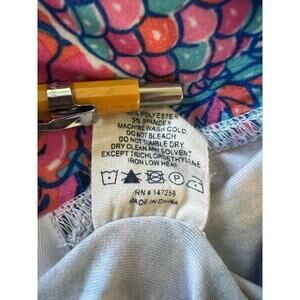 POLYESTER
5% SPANDEX
MACHINE WASH COLD
DO NOT BLEACH
DO NOT TUMBLE DRY
DRY CLEAN ANY SOLVENT
EXCEPT TRICHLOROETHYLENE
IRON LOW HEAT
P
RN# 147258
MADE IN CHINA